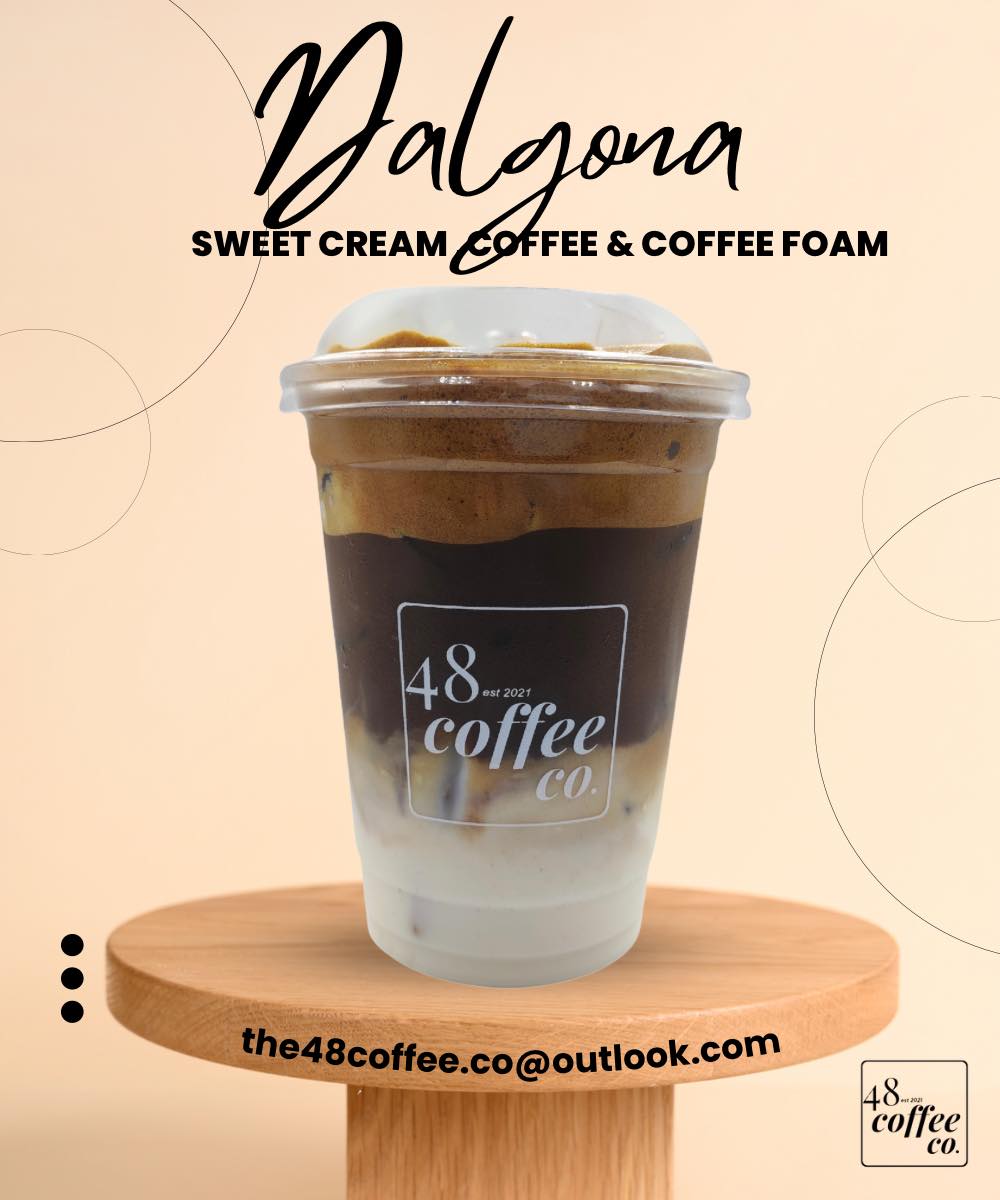 Dalgona
SWEET CREAM, COFFEE & COFFEE FOAM
48 est 2021
coffee
co.
the48coffee.co@outlook.com
48 est 2021
coffee
co.